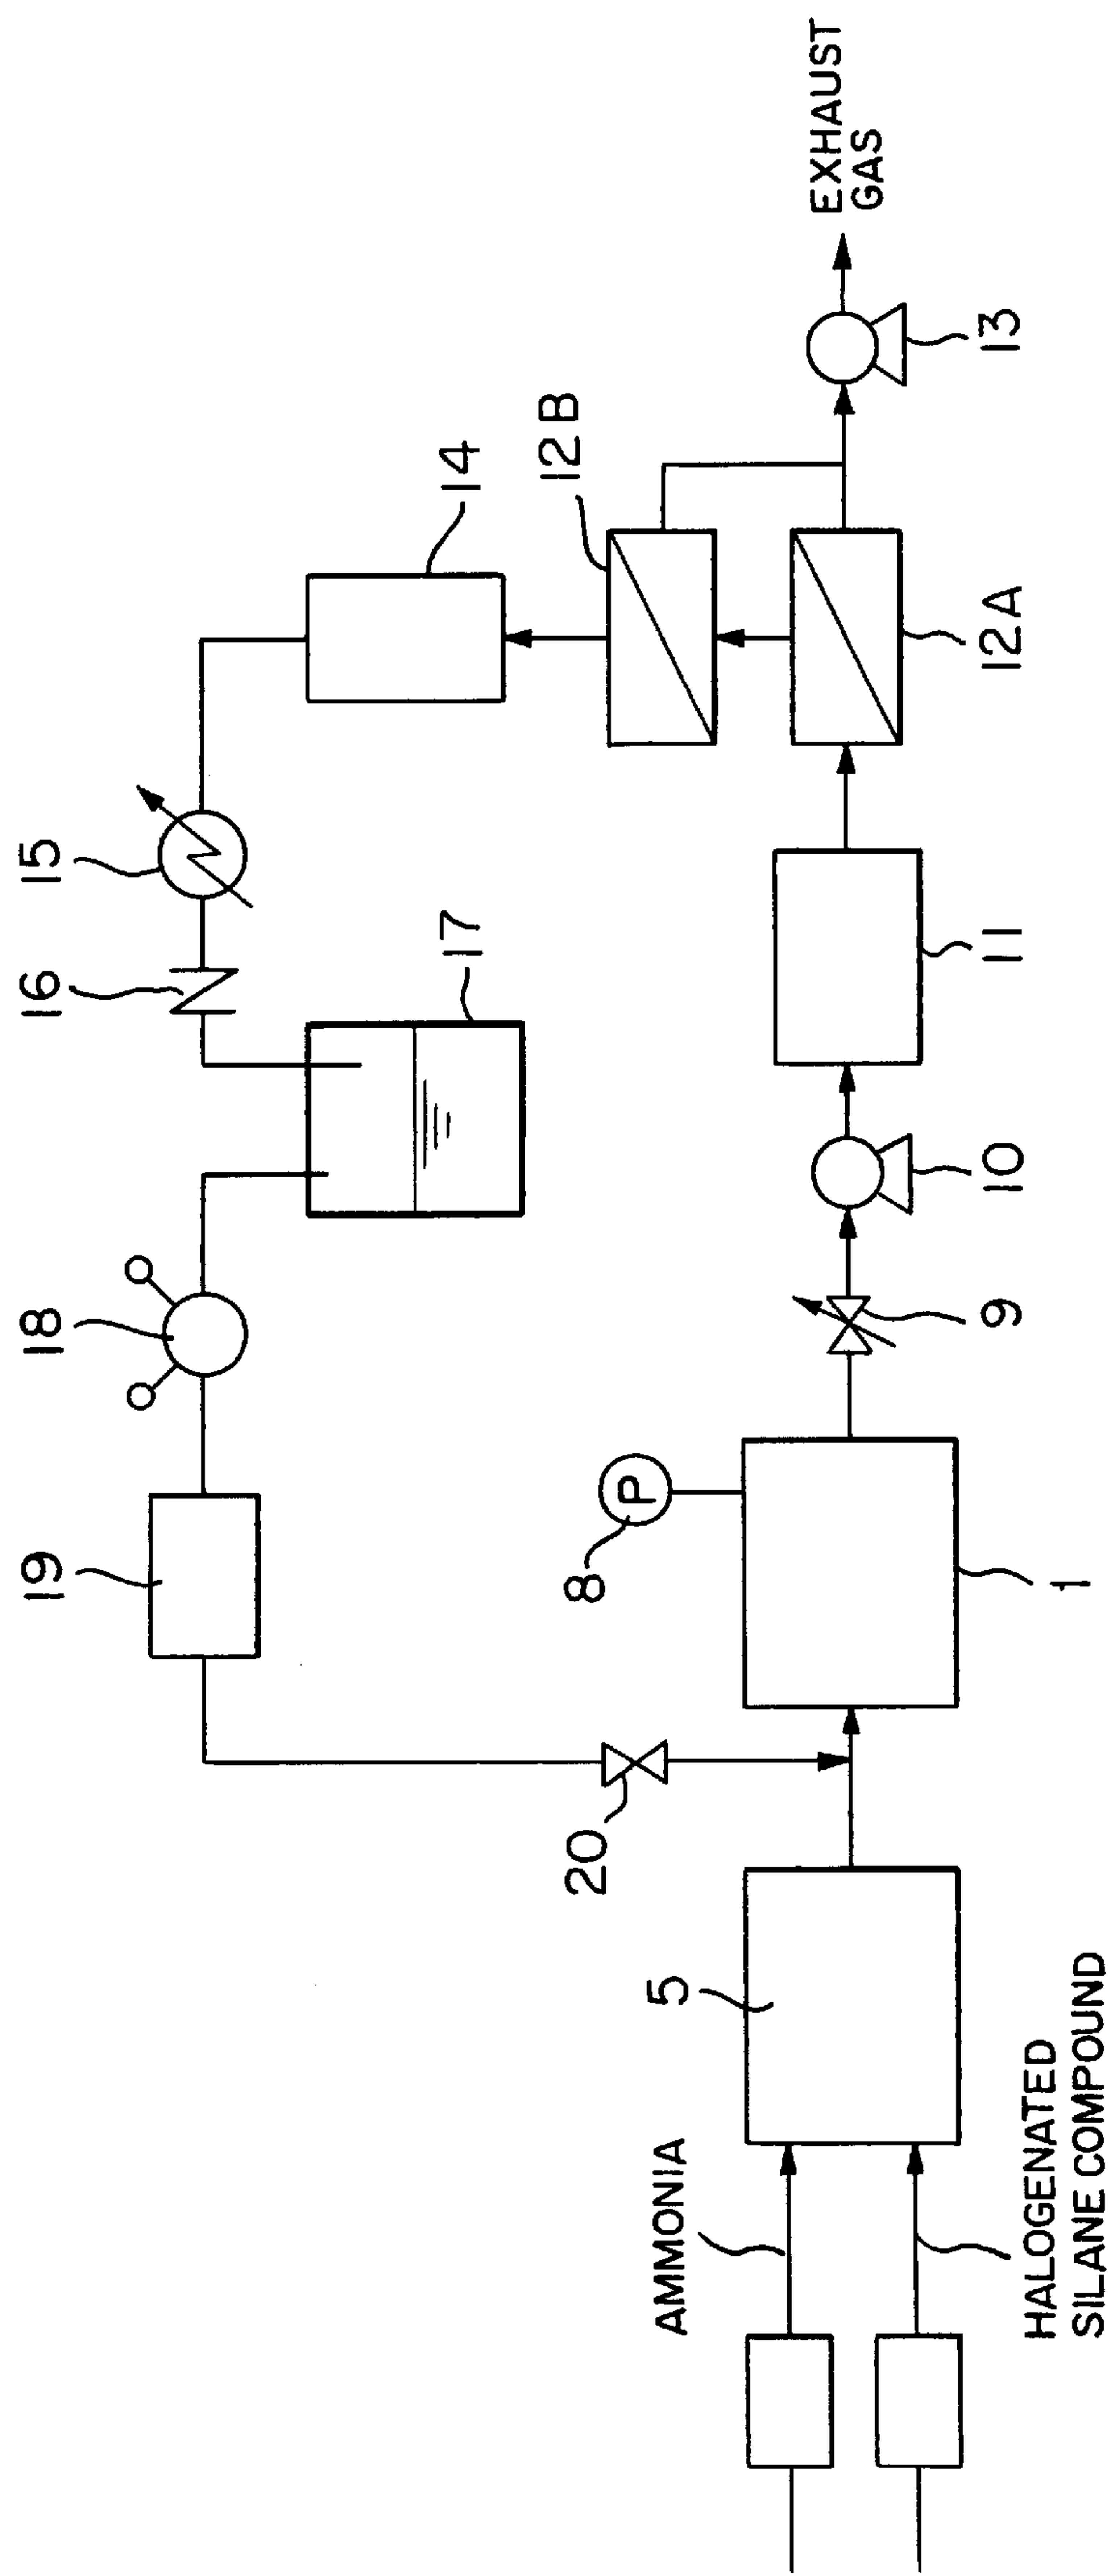 15
16
17
18
19
14
12B
EXHAUST
GAS
13
12A
11
10
9
8
P
1
20
5
AMMONIA
HALOGENATED
SILANE COMPOUND